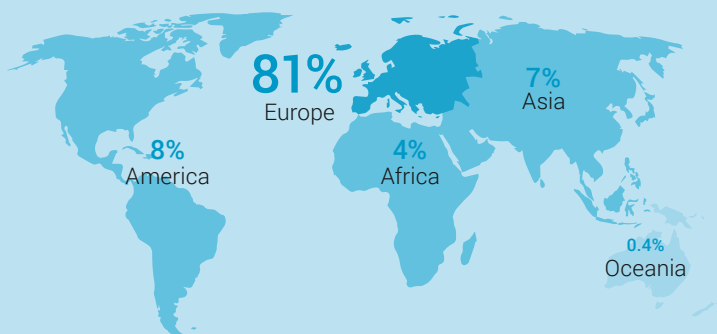 81%
Europe
7%
Asia
8%
America
4%
Africa
0.4%
Oceania